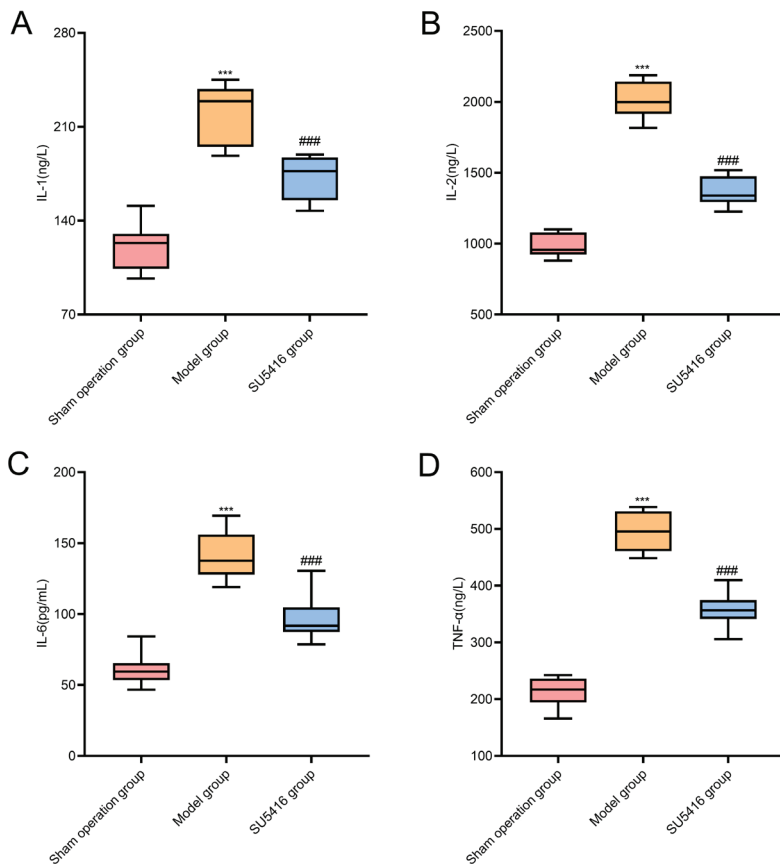 A
IL-1(ng/L)
280
210
140
70
***
###
Sham operation group
Model group
SU5416 group
B
IL-2(ng/L)
2500
2000
1500
1000
500
***
###
Sham operation group
Model group
SU5416 group
C
IL-6(pg/mL)
200
150
100
50
0
***
###
Sham operation group
Model group
SU5416 group
D
TNF-α(ng/L)
600
500
400
300
200
100
***
###
Sham operation group
Model group
SU5416 group